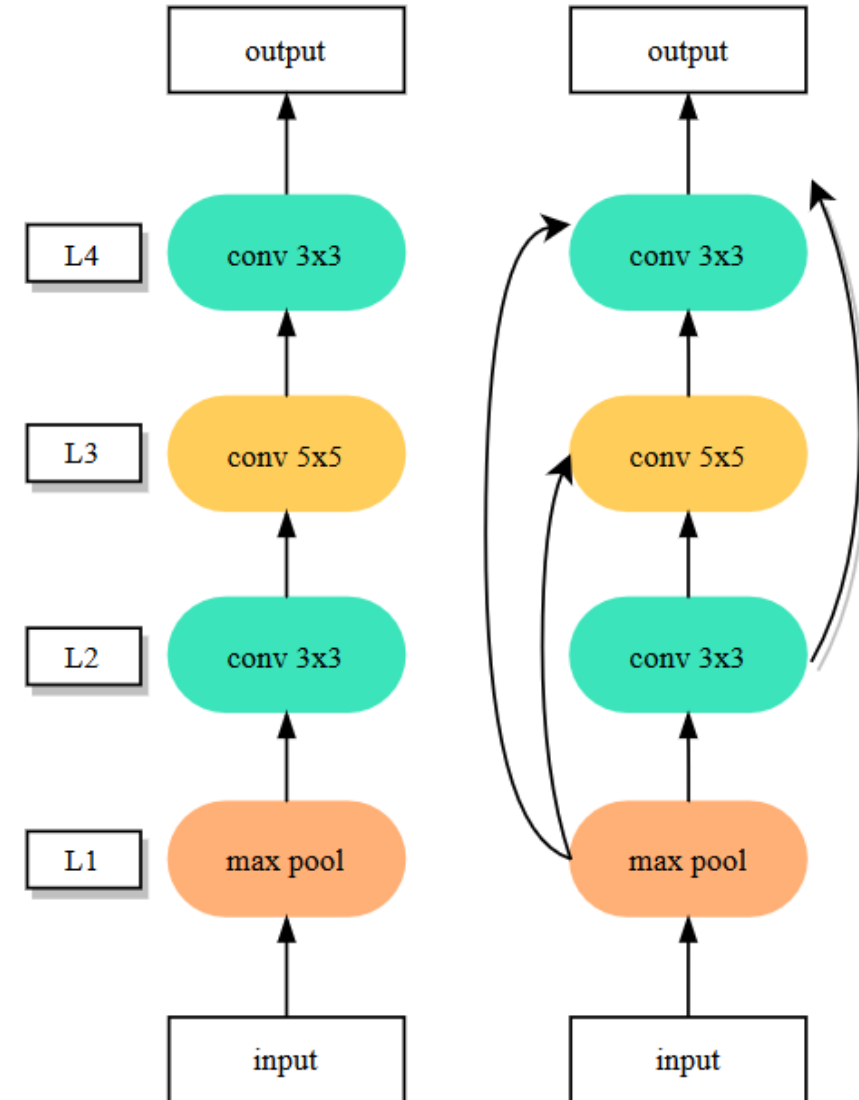 output
output
L4
conv 3x3
conv 3x3
L3
conv 5x5
conv 5x5
L2
conv 3x3
conv 3x3
L1
max pool
max pool
input
input